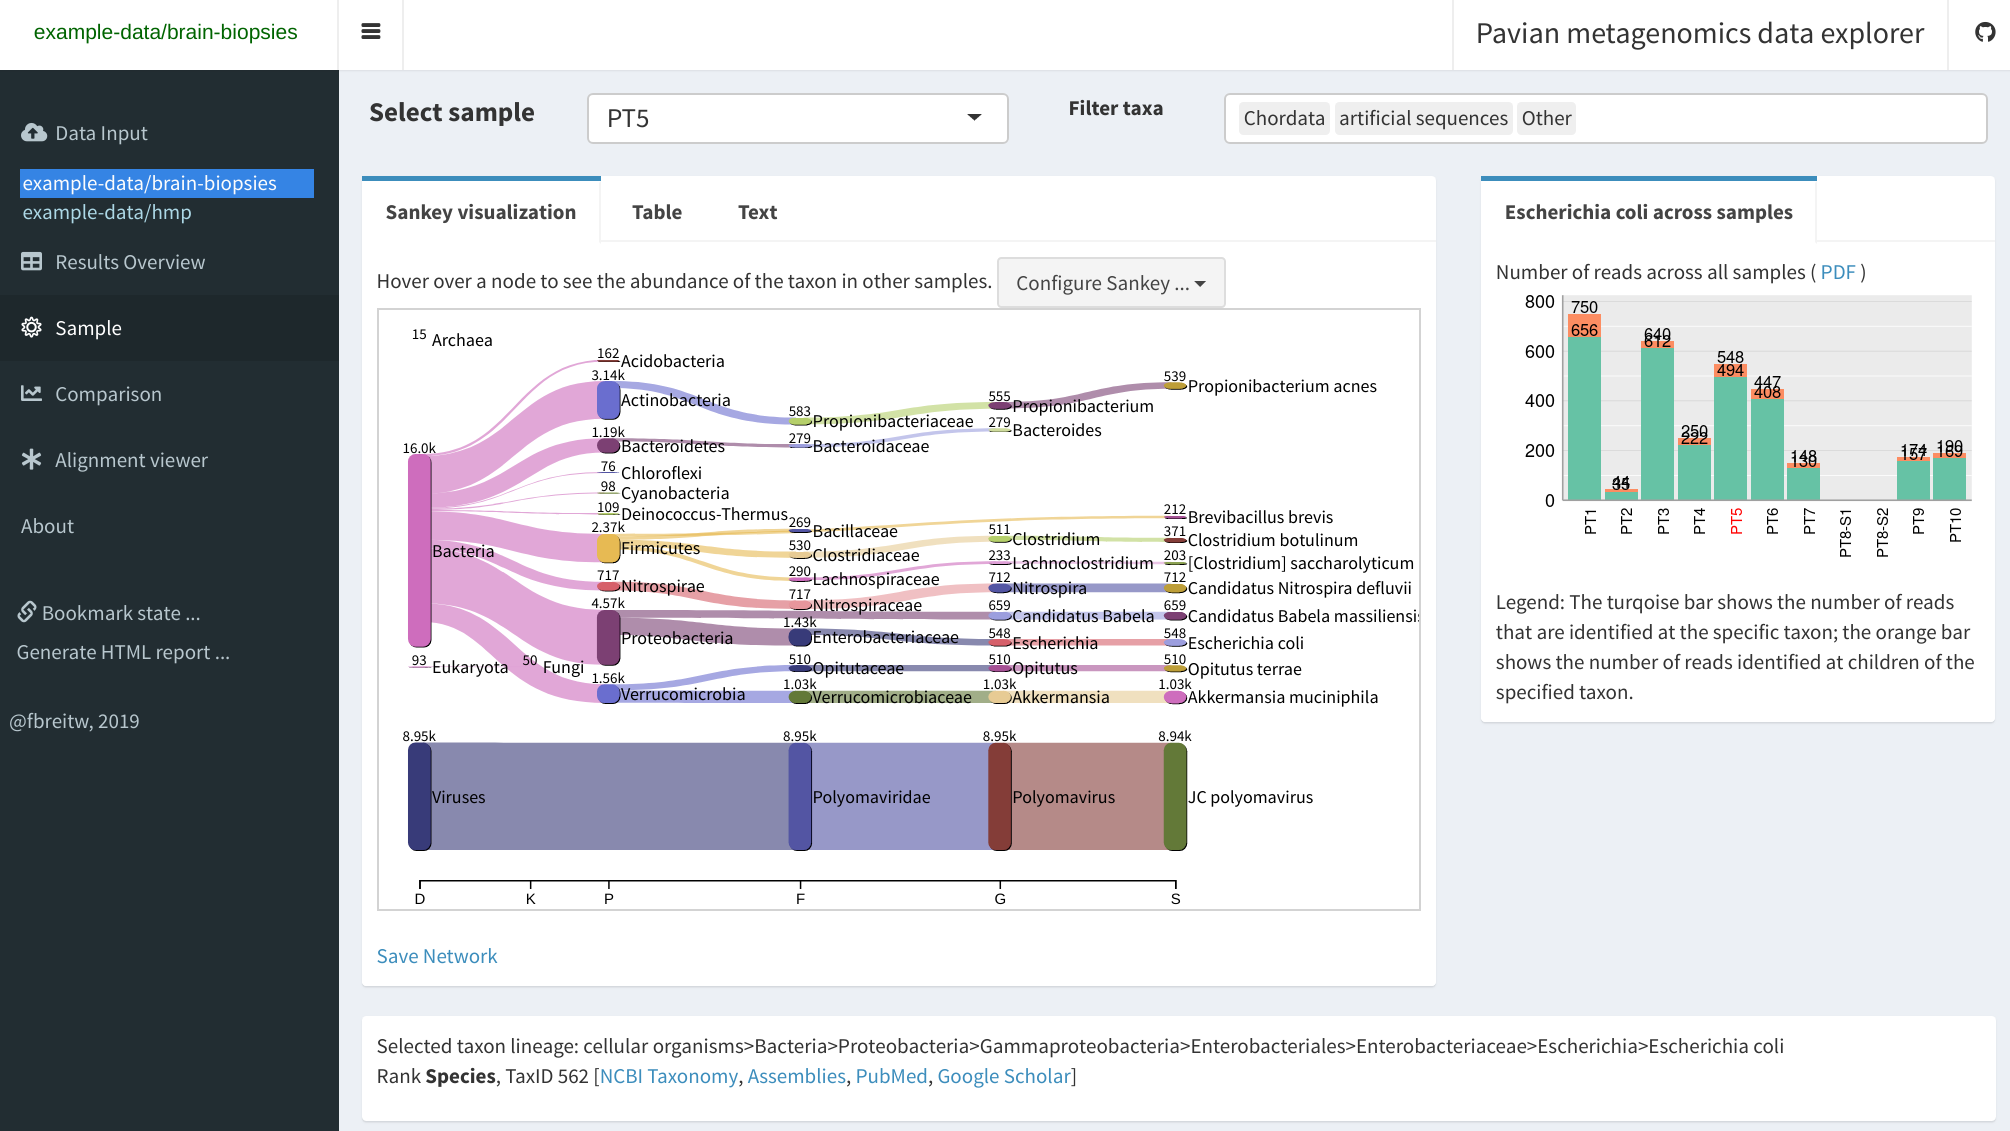 example-data/brain-biopsies
Pavian metagenomics data explorer
Data Input
example-data/brain-biopsies
example-data/hmp
Results Overview
Sample
Comparison
Alignment viewer
About
Bookmark state ...
Generate HTML report ...
@fbreitw, 2019
Select sample
PT5
Filter taxa
Chordata artificial sequences Other
Sankey visualization Table Text
Hover over a node to see the abundance of the taxon in other samples. Configure Sankey ...
15 Archaea
162 Acidobacteria
3.14k Actinobacteria
539 Propionibacterium acnes
555 Propionibacterium
583 Propionibacteriaceae
279 Bacteroides
1.19k Bacteroidetes
279 Bacteroidaceae
16.0k Bacteria
76 Chloroflexi
98 Cyanobacteria
109 Deinococcus-Thermus
212 Brevibacillus brevis
269 Bacillaceae
2.37k Firmicutes
511 Clostridium
371 Clostridium botulinum
530 Clostridiaceae
233 Lachnoclostridium
203 [Clostridium] saccharolyticum
290 Lachnospiraceae
717 Nitrospirae
712 Nitrospira
712 Candidatus Nitrospira defluvii
717 Nitrospiraceae
4.57k Proteobacteria
659 Candidatus Babela
659 Candidatus Babela massiliensis
1.43k Enterobacteriaceae
548 Escherichia
548 Escherichia coli
93 Eukaryota
50 Fungi
510 Opitutaceae
510 Opitutus
510 Opitutus terrae
1.56k Verrucomicrobia
1.03k Verrucomicrobiaceae
1.03k Akkermansia
1.03k Akkermansia muciniphila
8.95k Viruses
8.95k Polyomaviridae
8.95k Polyomavirus
8.94k JC polyomavirus
D K P F G S
Save Network
Escherichia coli across samples
Number of reads across all samples ( PDF )
800
600
400
200
0
750
656
640
612
250
222
548
494
447
408
148
130
174
157
190
169
PT1
PT2
PT3
PT4
PT5
PT6
PT7
PT8-S1
PT8-S2
PT9
PT10
Legend: The turqoise bar shows the number of reads
that are identified at the specific taxon; the orange bar
shows the number of reads identified at children of the
specified taxon.
Selected taxon lineage: cellular organisms>Bacteria>Proteobacteria>Gammaproteobacteria>Enterobacteriales>Enterobacteriaceae>Escherichia>Escherichia coli
Rank Species, TaxID 562 [NCBI Taxonomy, Assemblies, PubMed, Google Scholar]